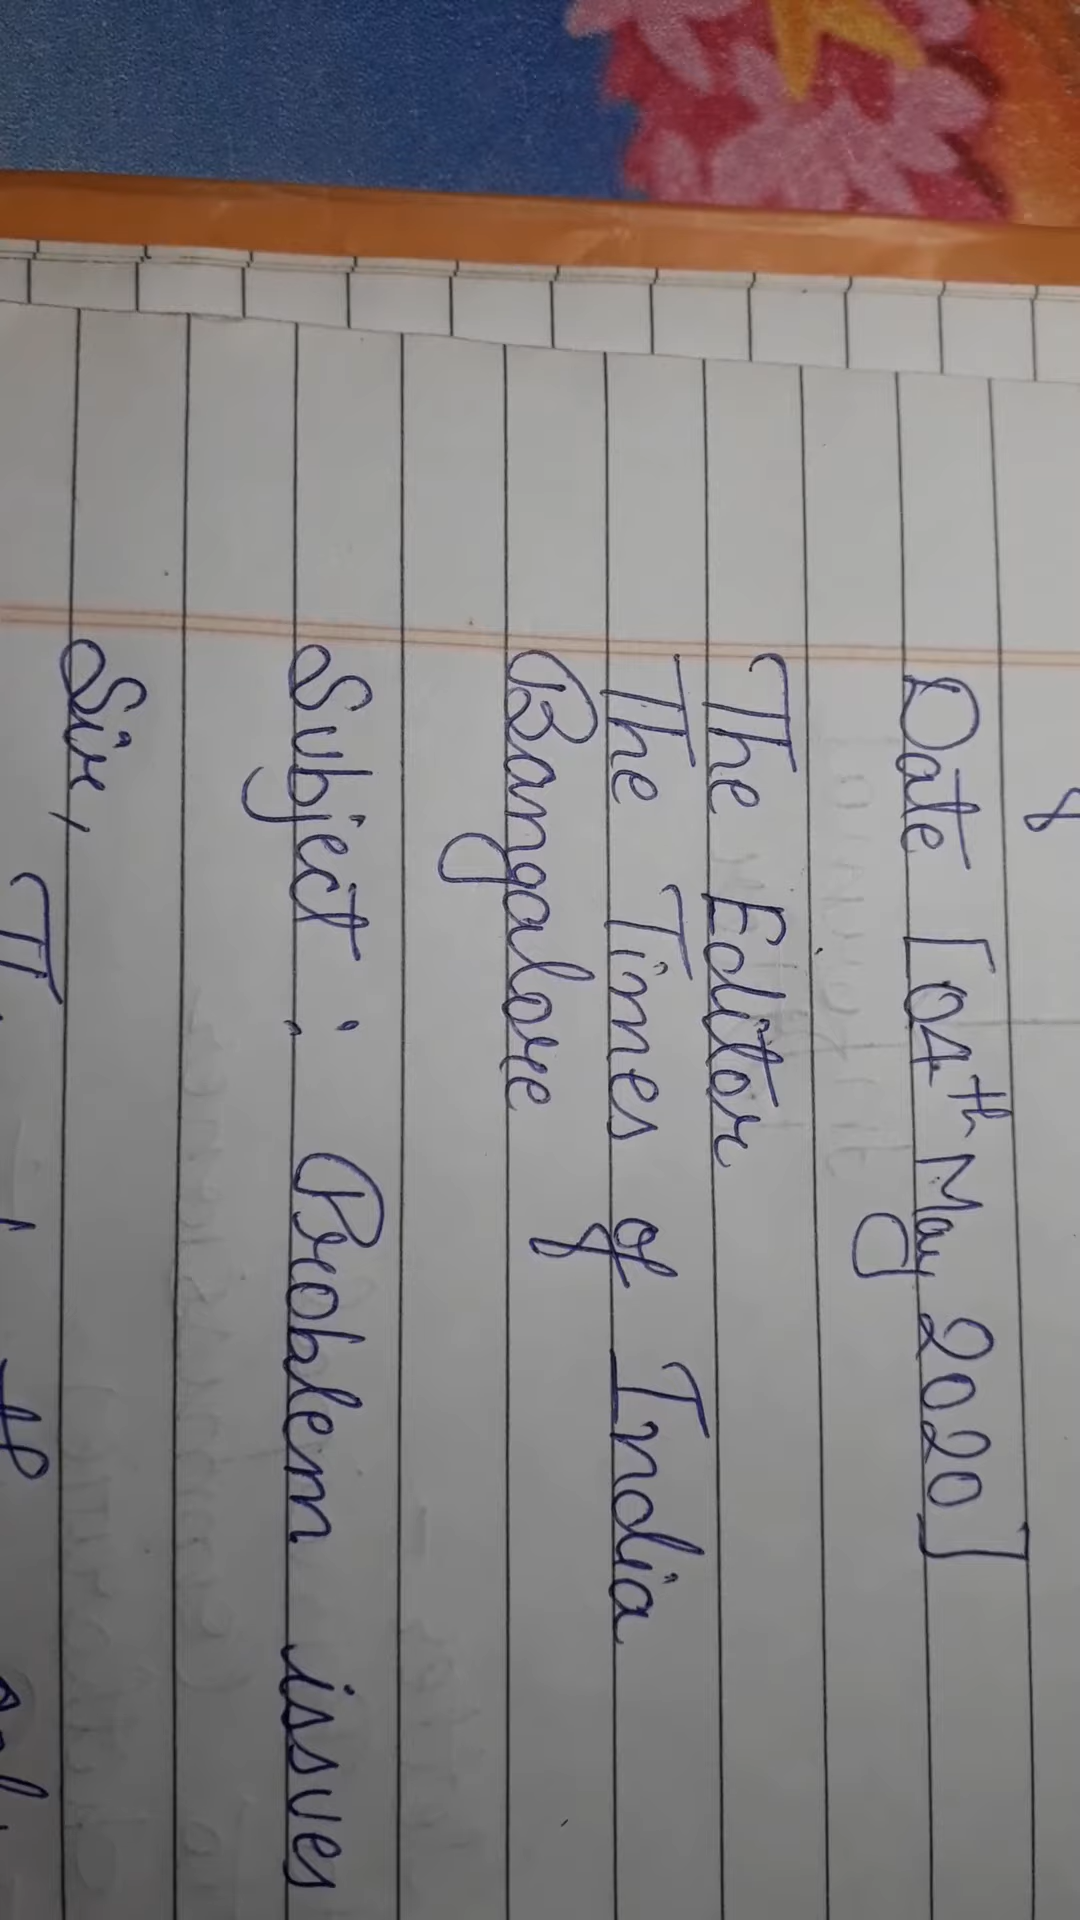 Date [04th May 2020]
The Editor
The Times of India
Bangalore
Subject : Problem issues
Sir,